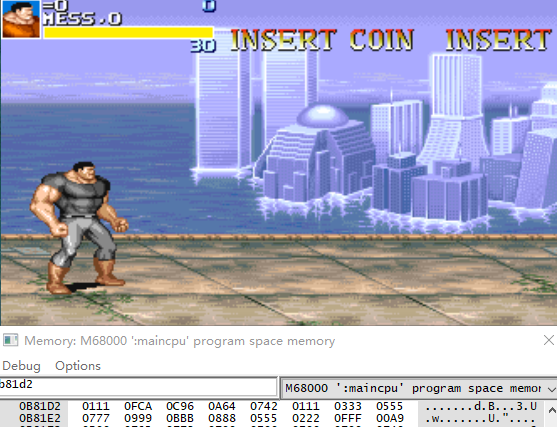 =0 0
MESS.O
30 INSERT COIN INSERT
Memory: M68000 ':maincpu' program space memory
Debug Options
b81d2 M68000 ':maincpu' program space memor
0B81D2 0111 0FCA 0C96 0A64 0742 0111 0333 0555 .......d.B...3.U
0B81E2 0777 0999 0BBB 0888 0555 0222 0FFF 00A9 .w.......U."....